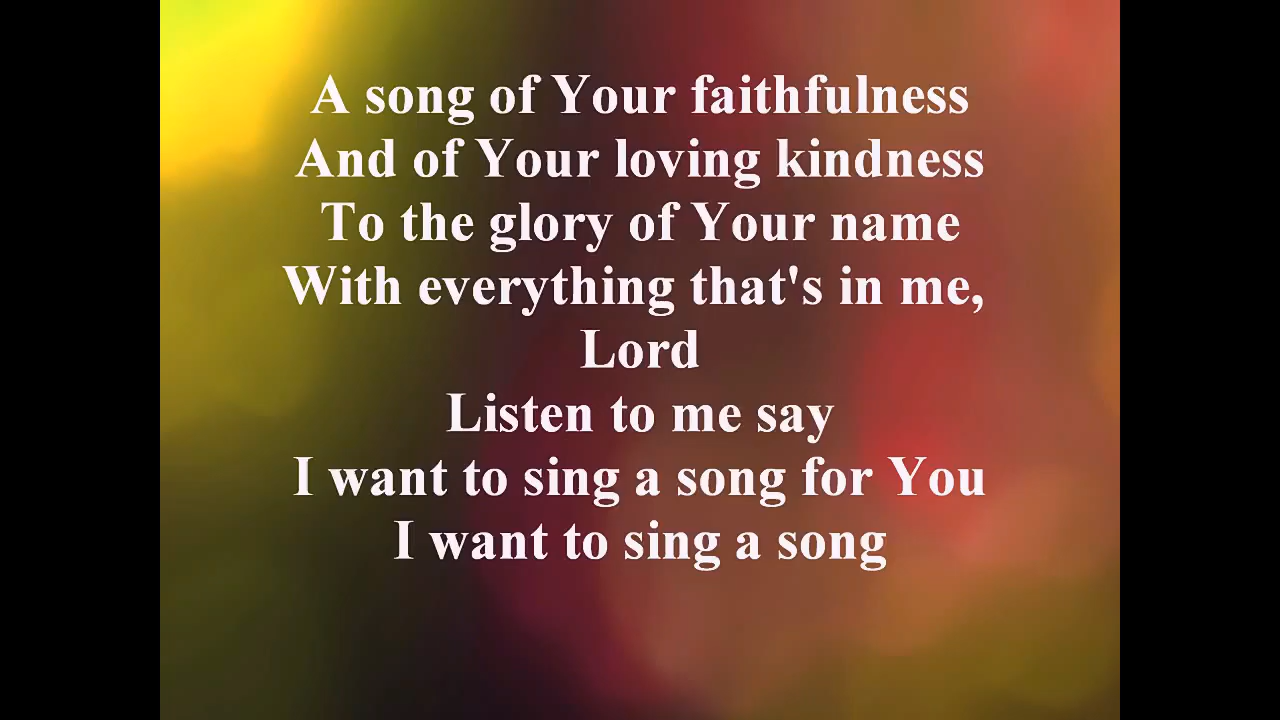 A song of Your faithfulness
And of Your loving kindness
To the glory of Your name
With everything that's in me,
Lord
Listen to me say
I want to sing a song for You
I want to sing a song